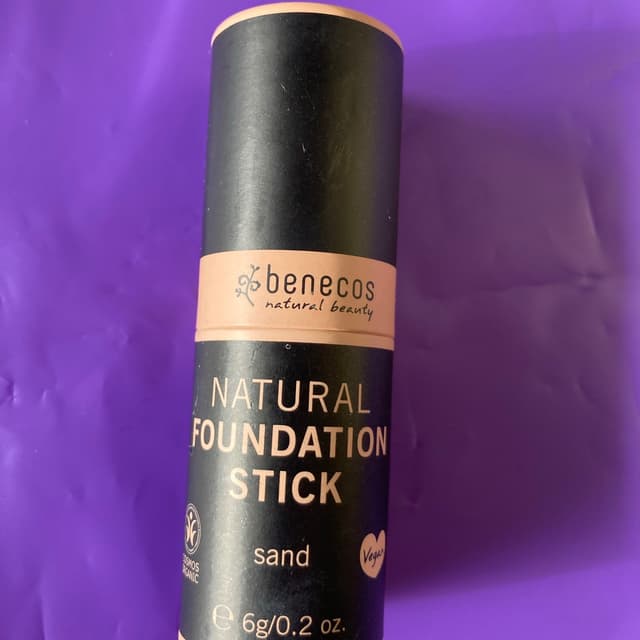 benecos
natural beauty
NATURAL
FOUNDATION
STICK
sand
Vegan
℮ 6g/0.2 oz.